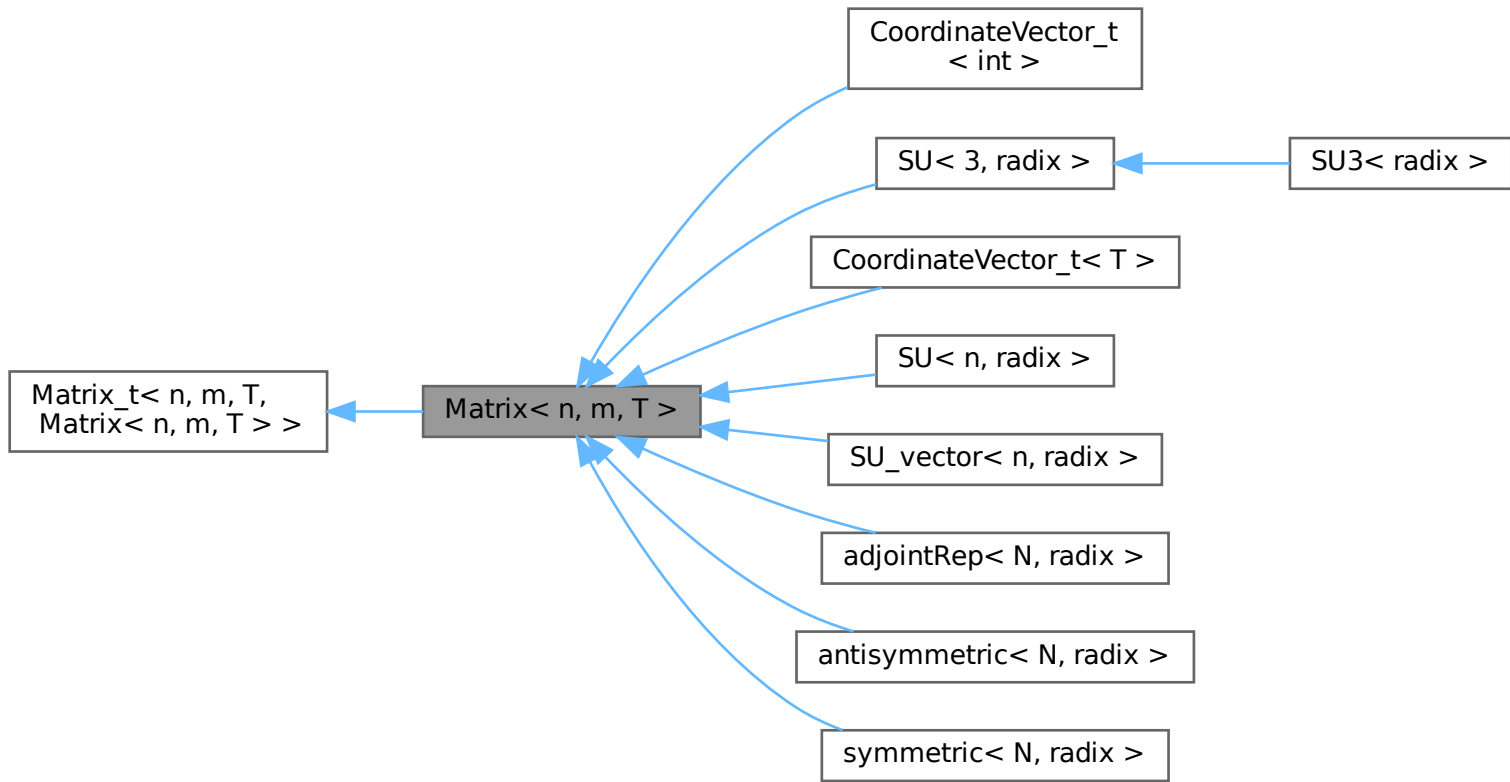 CoordinateVector_t
< int >
SU< 3, radix >
SU3< radix >
CoordinateVector_t< T >
SU< n, radix >
Matrix_t< n, m, T,
Matrix< n, m, T > >
Matrix< n, m, T >
SU_vector< n, radix >
adjointRep< N, radix >
antisymmetric< N, radix >
symmetric< N, radix >